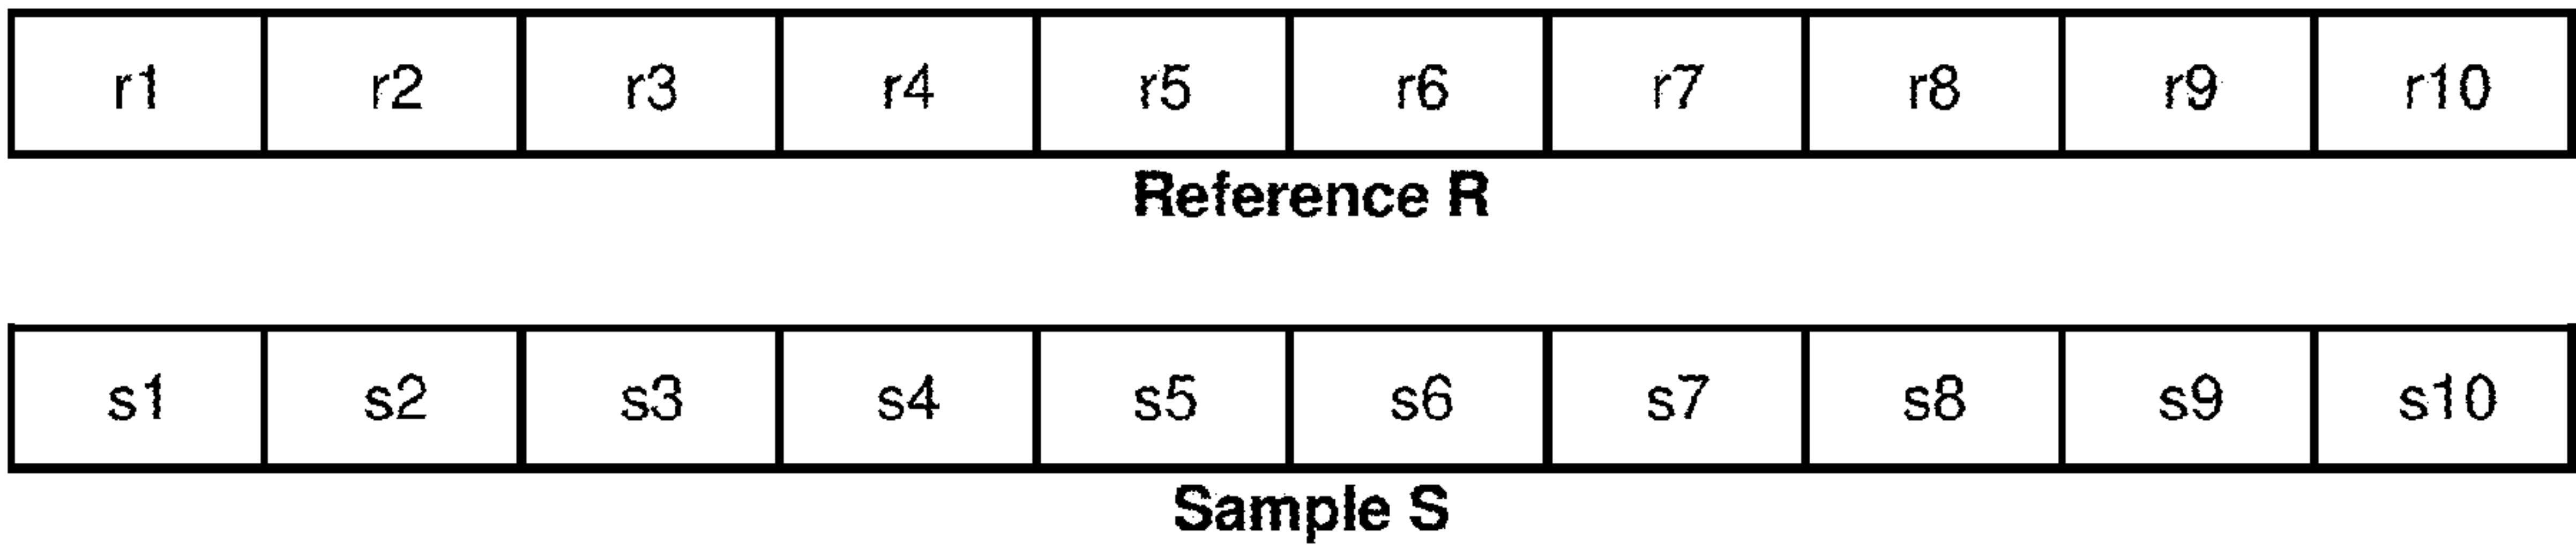 r1 r2 r3 r4 r5 r6 r7 r8 r9 r10
Reference R
s1 s2 s3 s4 s5 s6 s7 s8 s9 s10
Sample S